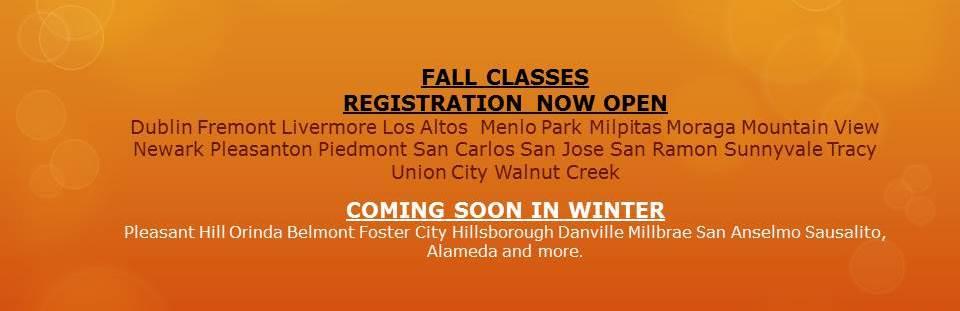 FALL CLASSES
REGISTRATION NOW OPEN
Dublin Fremont Livermore Los Altos Menlo Park Milpitas Moraga Mountain View
Newark Pleasanton Piedmont San Carlos San Jose San Ramon Sunnyvale Tracy
Union City Walnut Creek
COMING SOON IN WINTER
Pleasant Hill Orinda Belmont Foster City Hillsborough Danville Millbrae San Anselmo Sausalito,
Alameda and more.